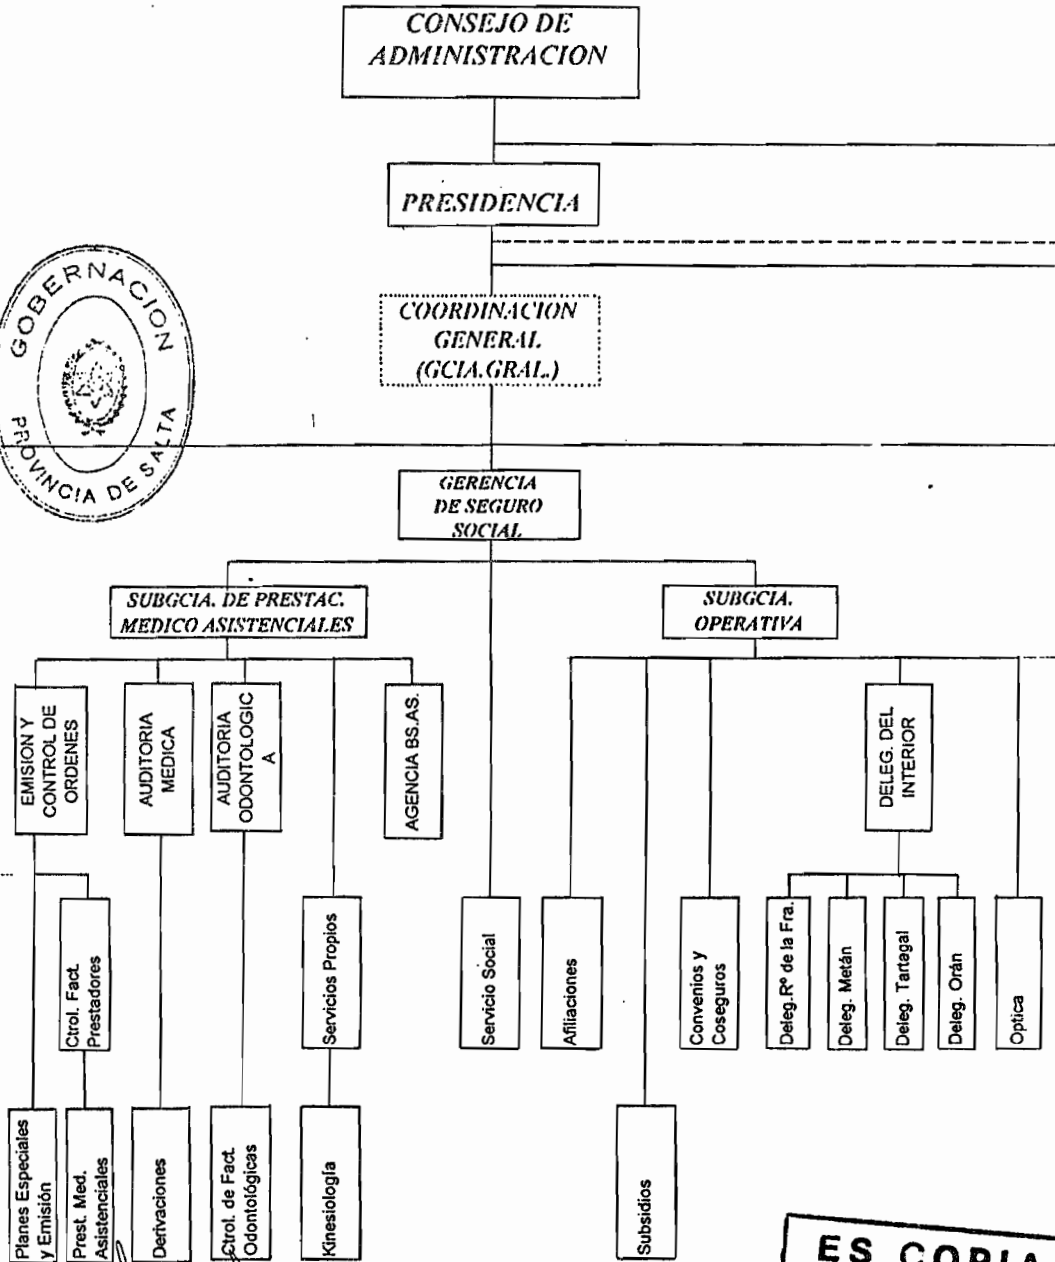 CONSEJO DE
ADMINISTRACION
PRESIDENCIA
COORDINACION
GENERAL
(GCIA.GRAL.)
GOBERNACION
PROVINCIA DE SALTA
GERENCIA
DE SEGURO
SOCIAL
SUBGCIA. DE PRESTAC.
MEDICO ASISTENCIALES
SUBGCIA.
OPERATIVA
EMISION Y
CONTROL DE
ORDENES
AUDITORIA
MEDICA
AUDITORIA
ODONTOLOGIC
A
AGENCIA BS.AS.
DELEG. DEL
INTERIOR
Ctrol. Fact.
Prestadores
Servicios Propios
Servicio Social
Afiliaciones
Convenios y
Coseguros
Deleg.Rº de la Fra.
Deleg. Metán
Deleg. Tartagal
Deleg. Orán
Optica
Planes Especiales
y Emisión
Prest. Med.
Asistenciales
Derivaciones
Ctrol. de Fact.
Odontológicas
Kinesiología
Subsidios
ES COPIA